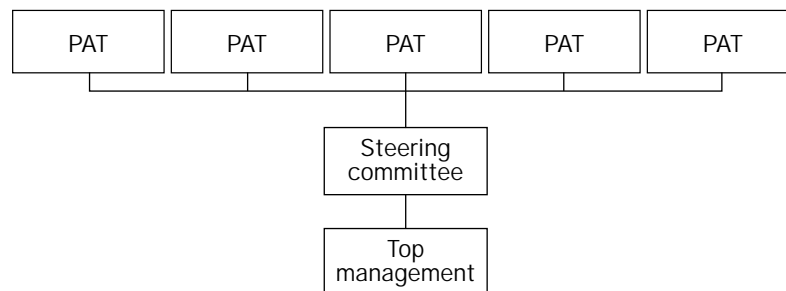 PAT PAT PAT PAT PAT
Steering
committee
Top
management